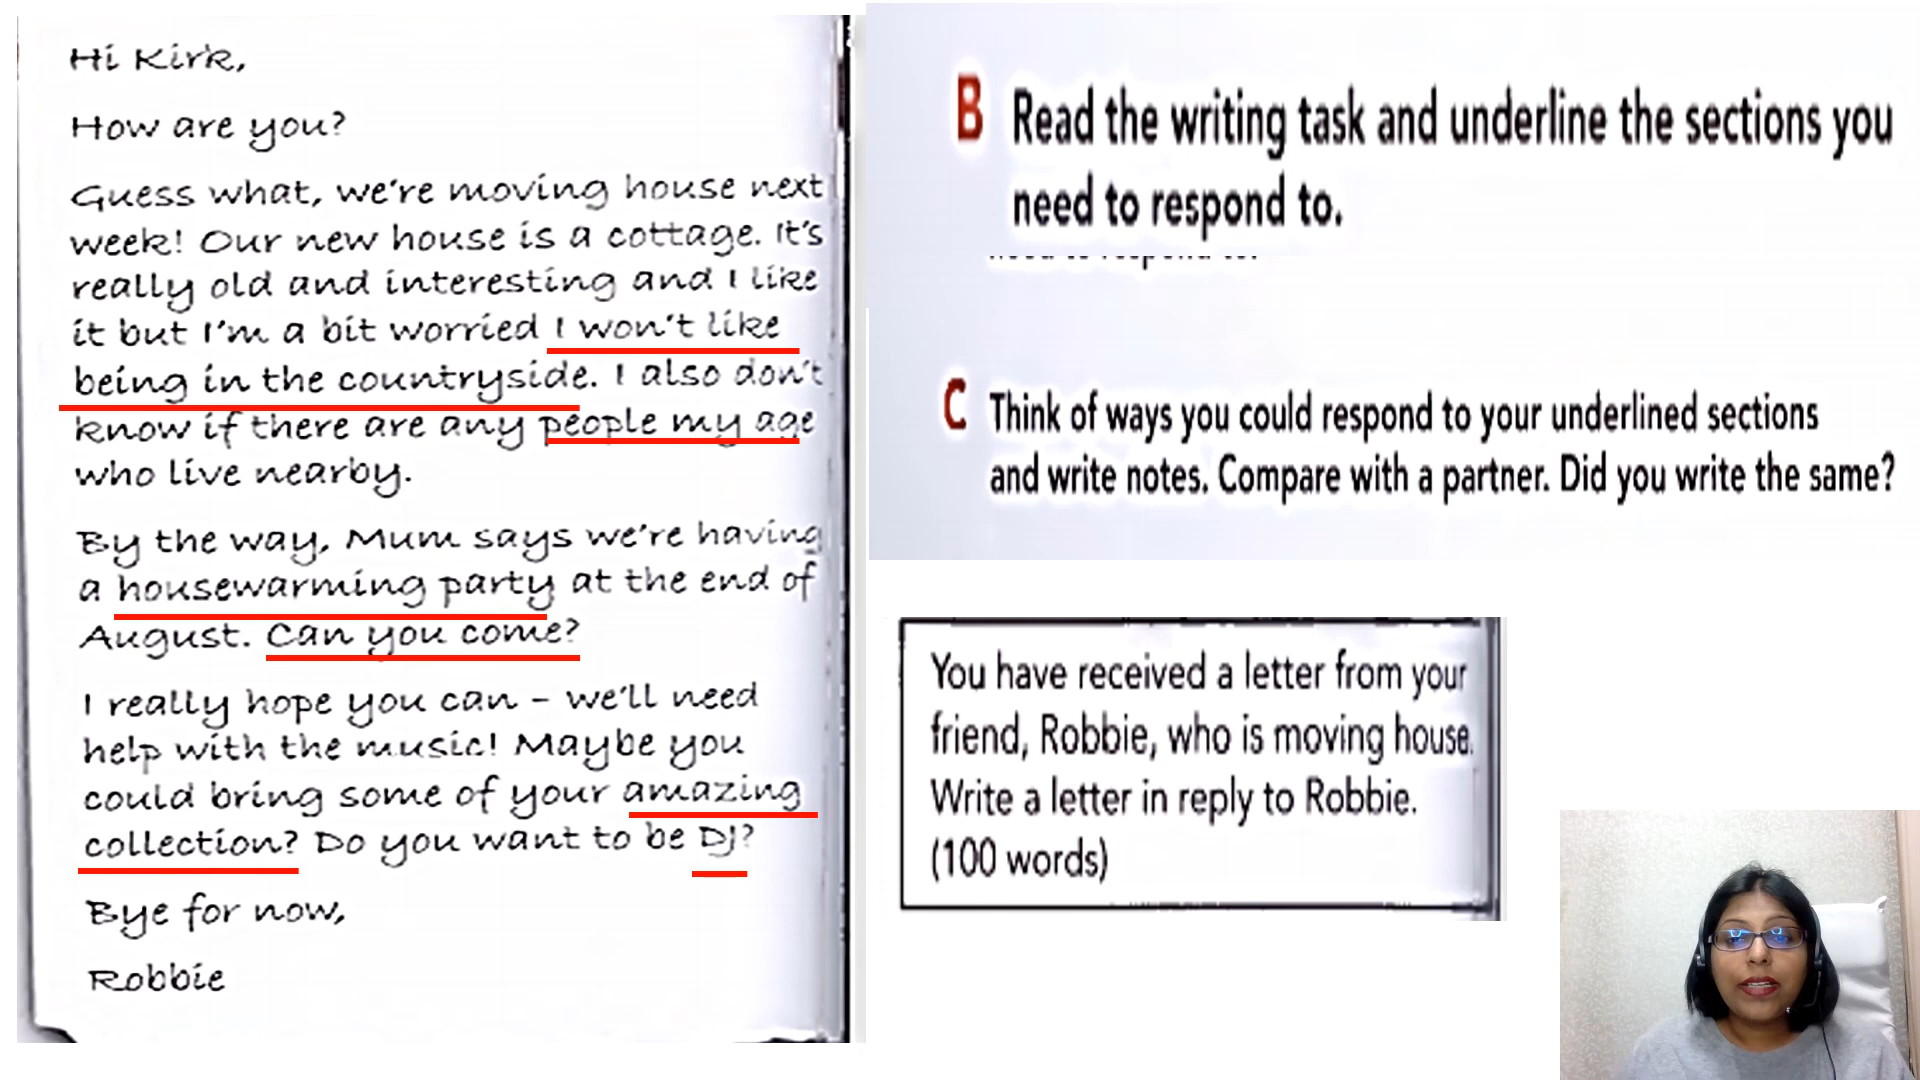 Hi Kirk,
How are you?
Guess what, we're moving house next
week! Our new house is a cottage. It's
really old and interesting and I like
it but I'm a bit worried I won't like
being in the countryside. I also don't
know if there are any people my age
who live nearby.
By the way, Mum says we're having
a housewarming party at the end of
August. Can you come?
I really hope you can – we'll need
help with the music! Maybe you
could bring some of your amazing
collection? Do you want to be DJ?
Bye for now,
Robbie
B Read the writing task and underline the sections you
need to respond to.
need to respond to.
C Think of ways you could respond to your underlined sections
and write notes. Compare with a partner. Did you write the same?
You have received a letter from your
friend, Robbie, who is moving house.
Write a letter in reply to Robbie.
(100 words)